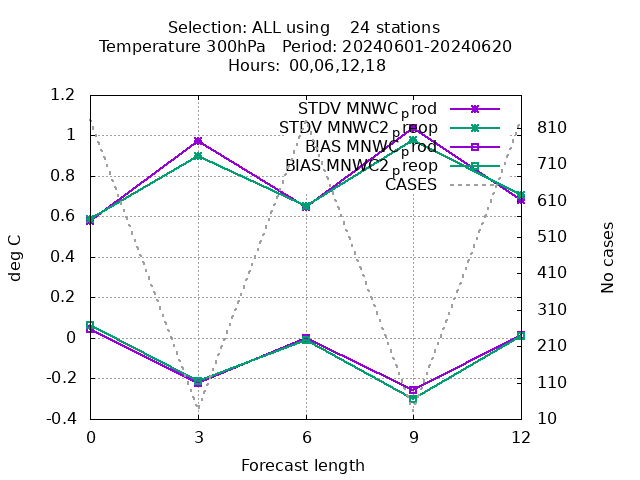 Selection: ALL using    24 stations
Temperature 300hPa   Period: 20240601-20240620
Hours: 00,06,12,18
STDV MNWC_prod
STDV MNWC2_preop
BIAS MNWC_prod
BIAS MNWC2_preop
CASES
1.2
1
0.8
0.6
0.4
0.2
0
-0.2
-0.4
deg C
810
710
610
510
410
310
210
110
10
No cases
0 3 6 9 12
Forecast length